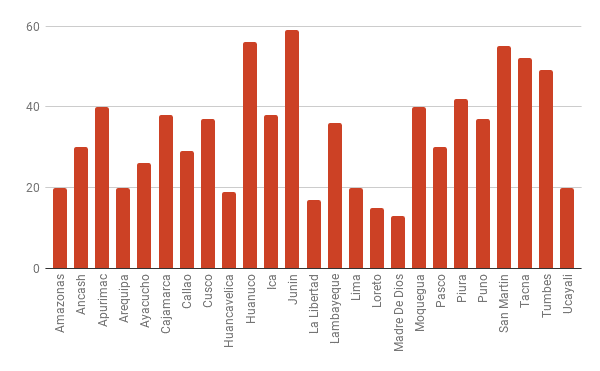 60
40
20
0
Amazonas
Ancash
Apurimac
Arequipa
Ayacucho
Cajamarca
Callao
Cusco
Huancavelica
Huanuco
Ica
Junin
La Libertad
Lambayeque
Lima
Loreto
Madre De Dios
Moquegua
Pasco
Piura
Puno
San Martin
Tacna
Tumbes
Ucayali